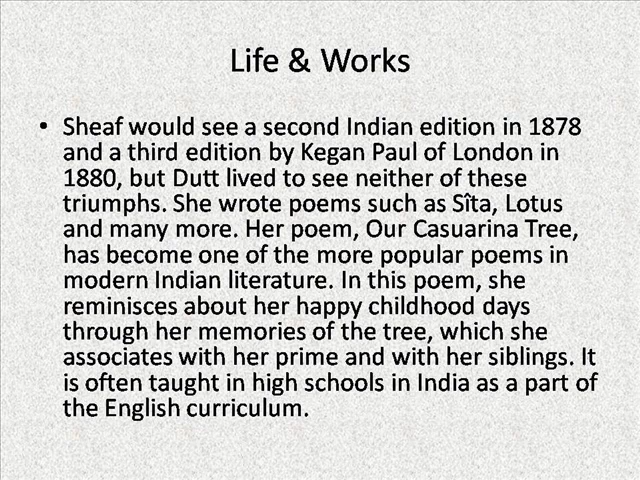 Life & Works
• Sheaf would see a second Indian edition in 1878
and a third edition by Kegan Paul of London in
1880, but Dutt lived to see neither of these
triumphs. She wrote poems such as Sîta, Lotus
and many more. Her poem, Our Casuarina Tree,
has become one of the more popular poems in
modern Indian literature. In this poem, she
reminisces about her happy childhood days
through her memories of the tree, which she
associates with her prime and with her siblings. It
is often taught in high schools in India as a part of
the English curriculum.